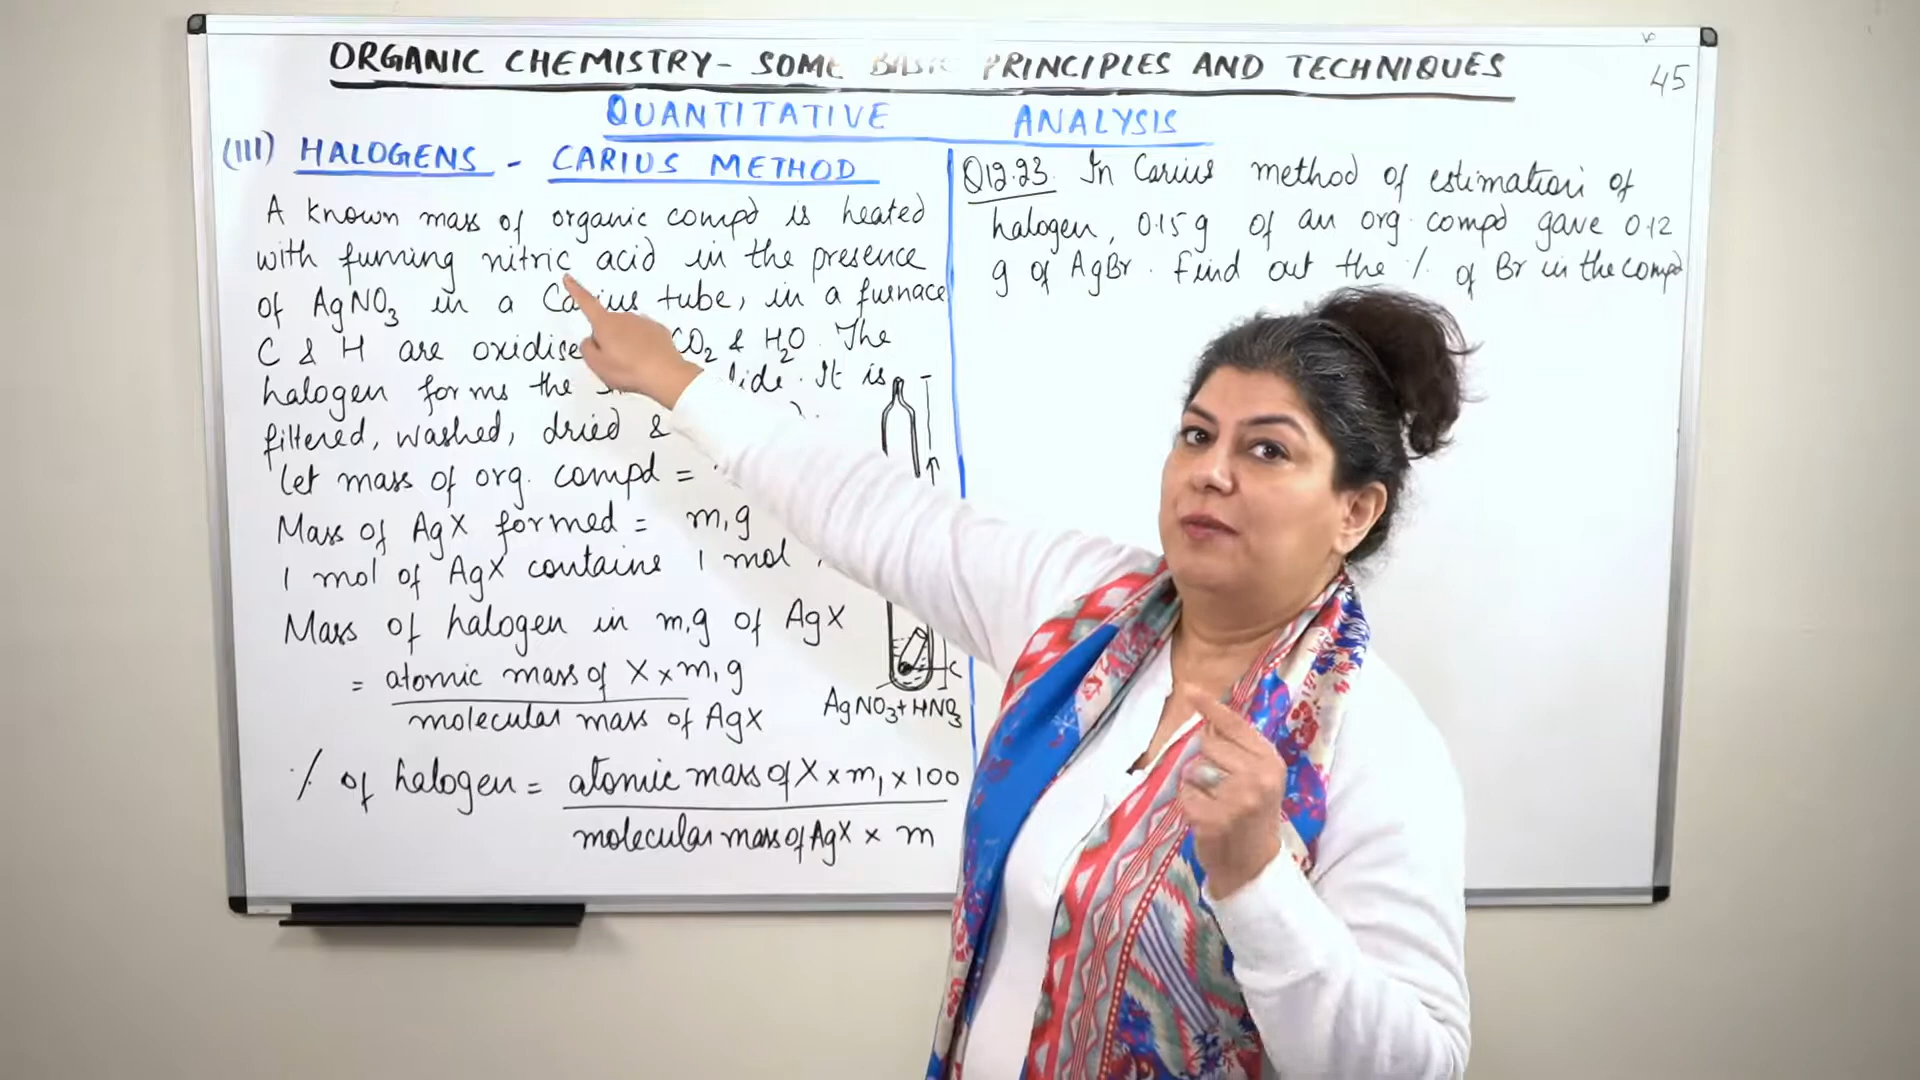 ORGANIC CHEMISTRY - SOME BASIC PRINCIPLES AND TECHNIQUES
45
QUANTITATIVE ANALYSIS
(III) HALOGENS - CARIUS METHOD
A known mass of organic compd is heated
with fuming nitric acid in the presence
of AgNO3 in a Carius tube, in a furnace
C & H are oxidise CO2 & H2O. The
halogen forms the lide. It is
filtered, washed, dried &
Let mass of org. compd =
Mass of AgX formed = m, g
1 mol of AgX contains 1 mol
Mass of halogen in m, g of AgX
= atomic mass of X x m, g
molecular mass of AgX
% of halogen = atomic mass of X x m, x 100
molecular mass of AgX x m
AgNO3 + HNO3
Q12.23. In Carius method of estimation of
halogen, 0.15 g of an org. compd gave 0.12
g of AgBr. Find out the % of Br in the compd